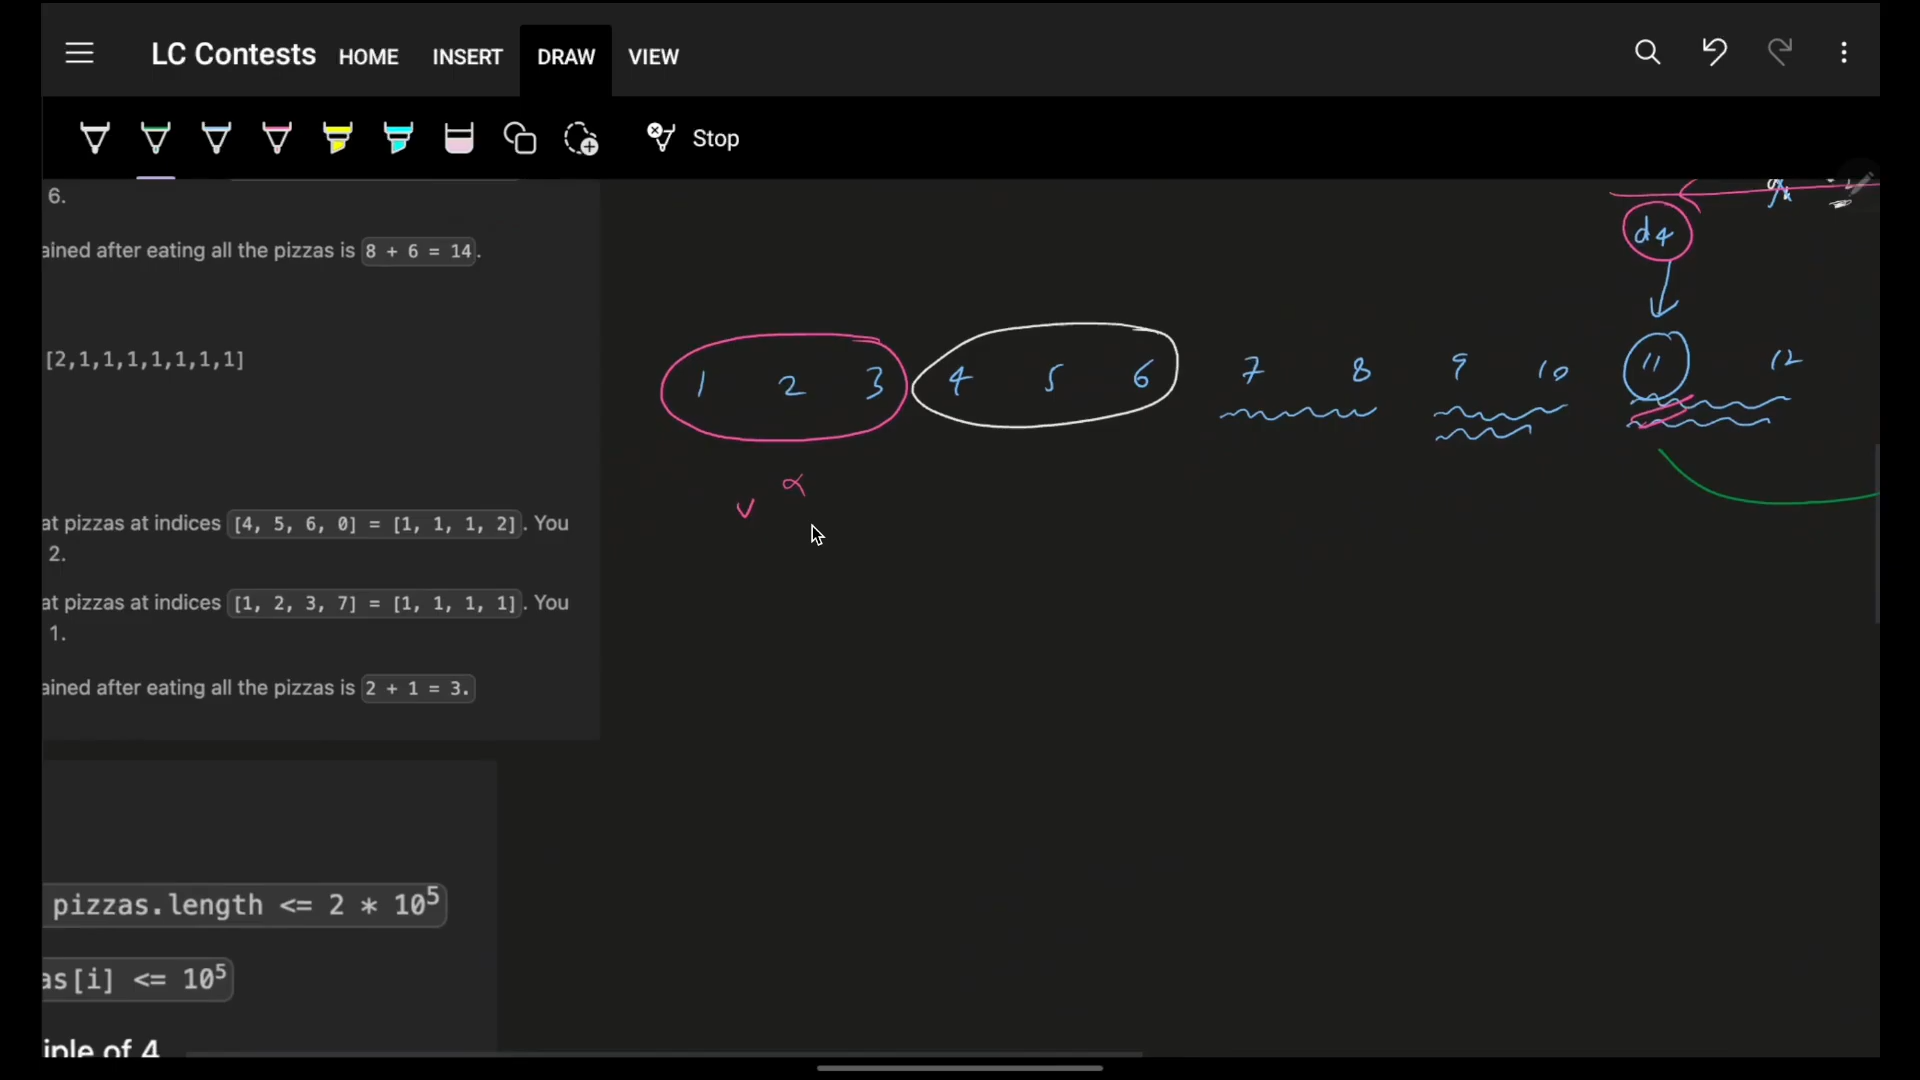 LC Contests HOME INSERT DRAW VIEW
Stop
6.
ained after eating all the pizzas is 8 + 6 = 14.
d4
[2,1,1,1,1,1,1,1]
1 2 3 4 5 6 7 8 9 10 11 12
at pizzas at indices [4, 5, 6, 0] = [1, 1, 1, 2]. You
2.
at pizzas at indices [1, 2, 3, 7] = [1, 1, 1, 1]. You
1.
ained after eating all the pizzas is 2 + 1 = 3.
pizzas.length <= 2 * 10⁵
as[i] <= 10⁵
iple of 4